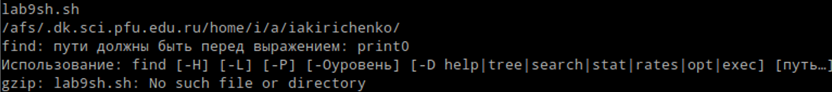 lab9sh.sh
/afs/.dk.sci.pfu.edu.ru/home/i/a/iakirichenko/
find: пути должны быть перед выражением: print0
Использование: find [-H] [-L] [-P] [-Oуровень] [-D help|tree|search|stat|rates|opt|exec] [путь…]
gzip: lab9sh.sh: No such file or directory